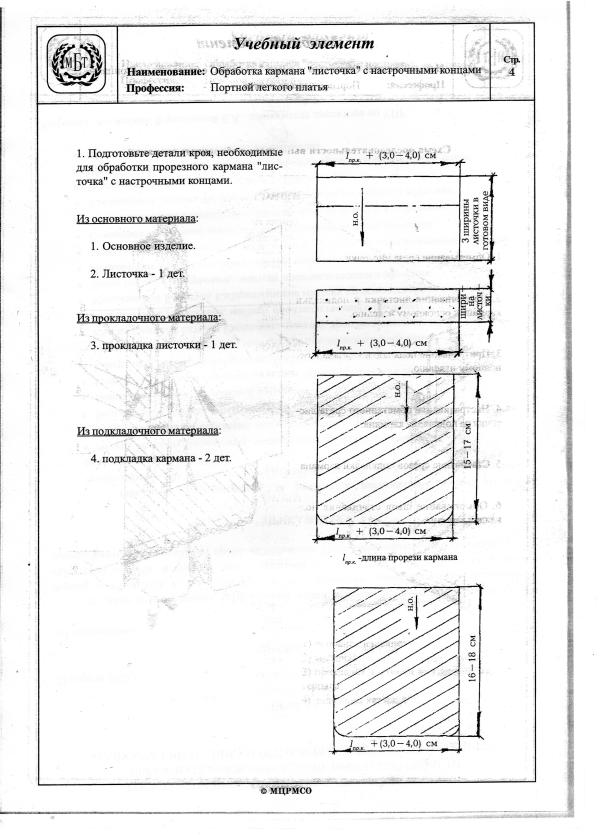 МБТ
Учебный элемент
Наименование: Обработка кармана "листочка" с настрочными концами
Профессия: Портной легкого платья
Стр.
4
1. Подготовьте детали кроя, необходимые
для обработки прорезного кармана "лис-
точка" с настрочными концами.
Из основного материала:
1. Основное изделие.
2. Листочка - 1 дет.
Из прокладочного материала:
3. прокладка листочки - 1 дет.
Из подкладочного материала:
4. подкладка кармана - 2 дет.
lпр.к. + (3,0 — 4,0) см
н.о.
3 ширины
листочки в
готовом виде
шири —
на
листоч
ки
lпр.к. + (3,0 — 4,0) см
н.о.
15 — 17 см
lпр.к. + (3,0 — 4,0) см
lпр.к. -длина прорези кармана
н.о.
16 — 18 см
lпр.к. + (3,0 — 4,0) см
© МЦРМСО